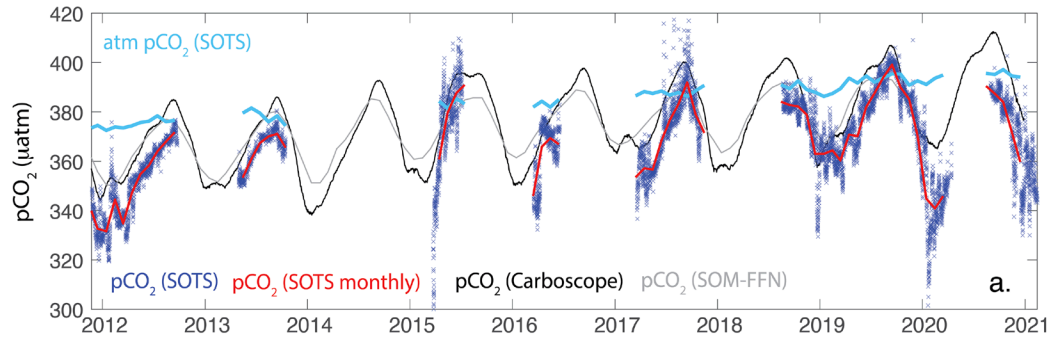 420
400
380
360
340
320
300
pCO2 (µatm)
atm pCO2 (SOTS)
pCO2 (SOTS) pCO2 (SOTS monthly) pCO2 (Carboscope) pCO2 (SOM-FFN) a.
2012 2013 2014 2015 2016 2017 2018 2019 2020 2021